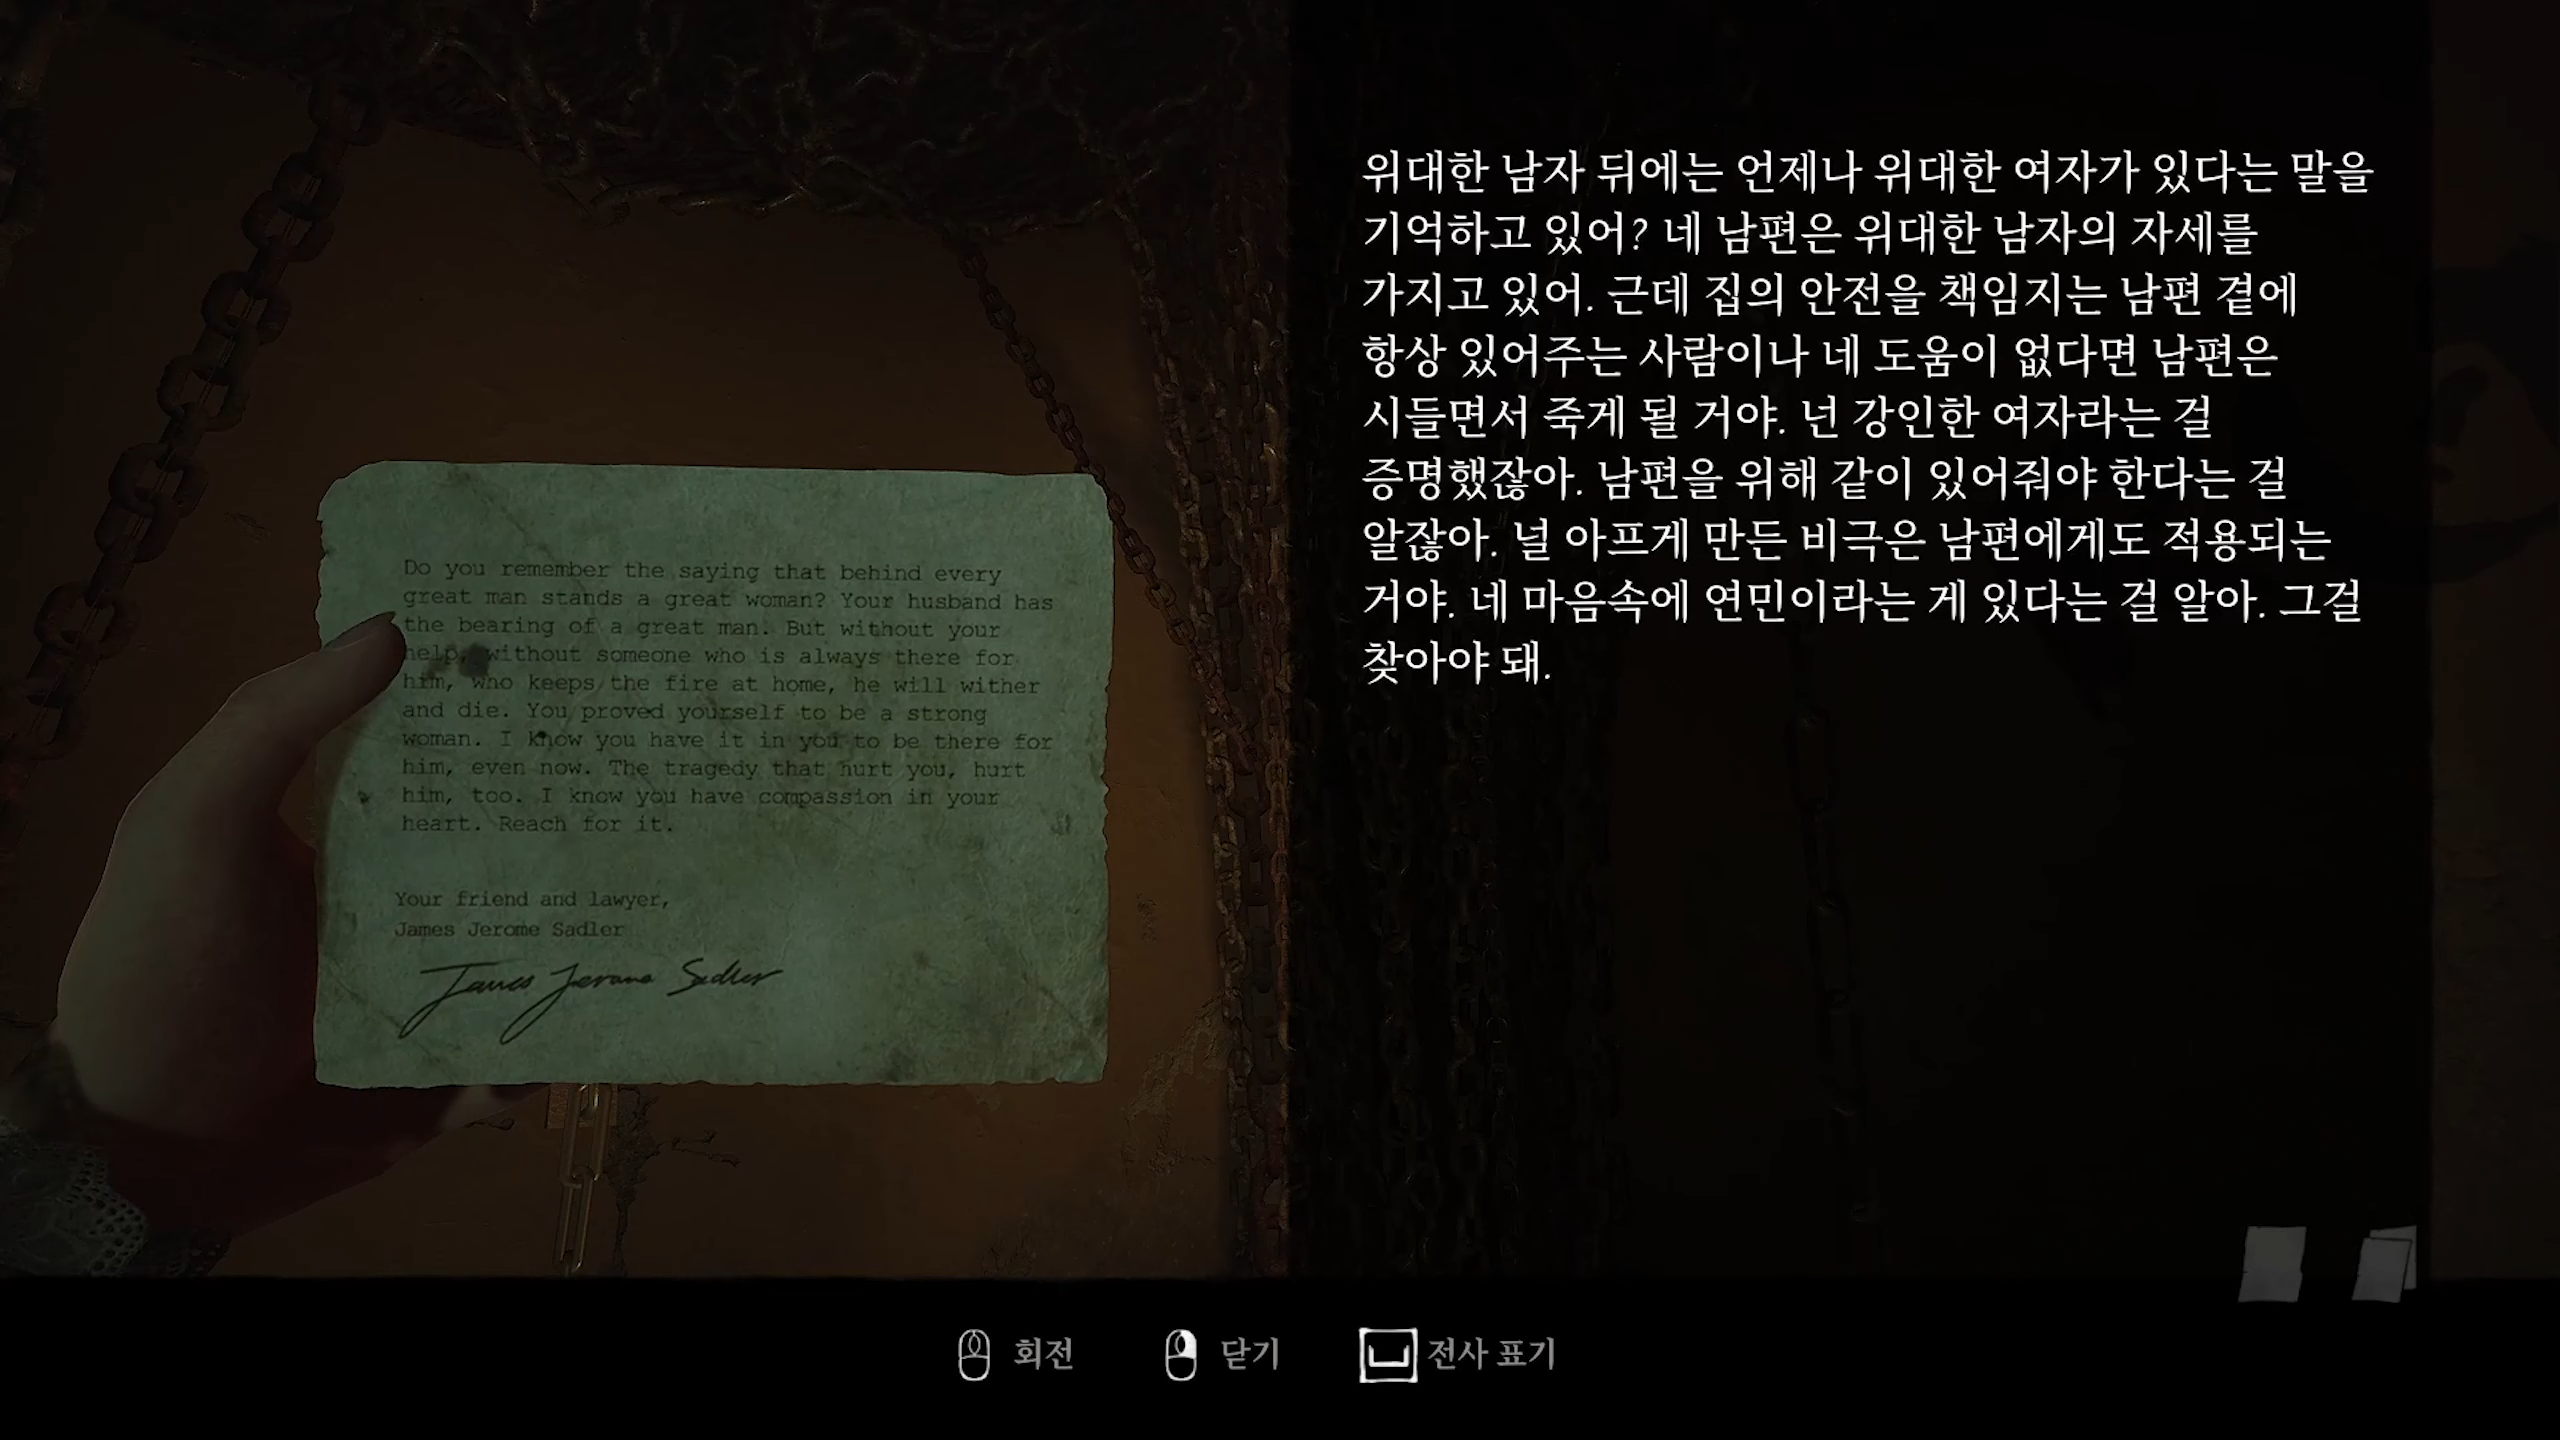 Do you remember the saying that behind every
great man stands a great woman? Your husband has
the bearing of a great man. But without your
help, without someone who is always there for
him, who keeps the fire at home, he will wither
and die. You proved yourself to be a strong
woman. I know you have it in you to be there for
him, even now. The tragedy that hurt you, hurt
him, too. I know you have compassion in your
heart. Reach for it.
Your friend and lawyer,
James Jerome Sadler
James Jerome Sadler
위대한 남자 뒤에는 언제나 위대한 여자가 있다는 말을
기억하고 있어? 네 남편은 위대한 남자의 자세를
가지고 있어. 근데 집의 안전을 책임지는 남편 곁에
항상 있어주는 사람이나 네 도움이 없다면 남편은
시들면서 죽게 될 거야. 넌 강인한 여자라는 걸
증명했잖아. 남편을 위해 같이 있어줘야 한다는 걸
알잖아. 널 아프게 만든 비극은 남편에게도 적용되는
거야. 네 마음속에 연민이라는 게 있다는 걸 알아. 그걸
찾아야 돼.
회전 닫기 전사 표기